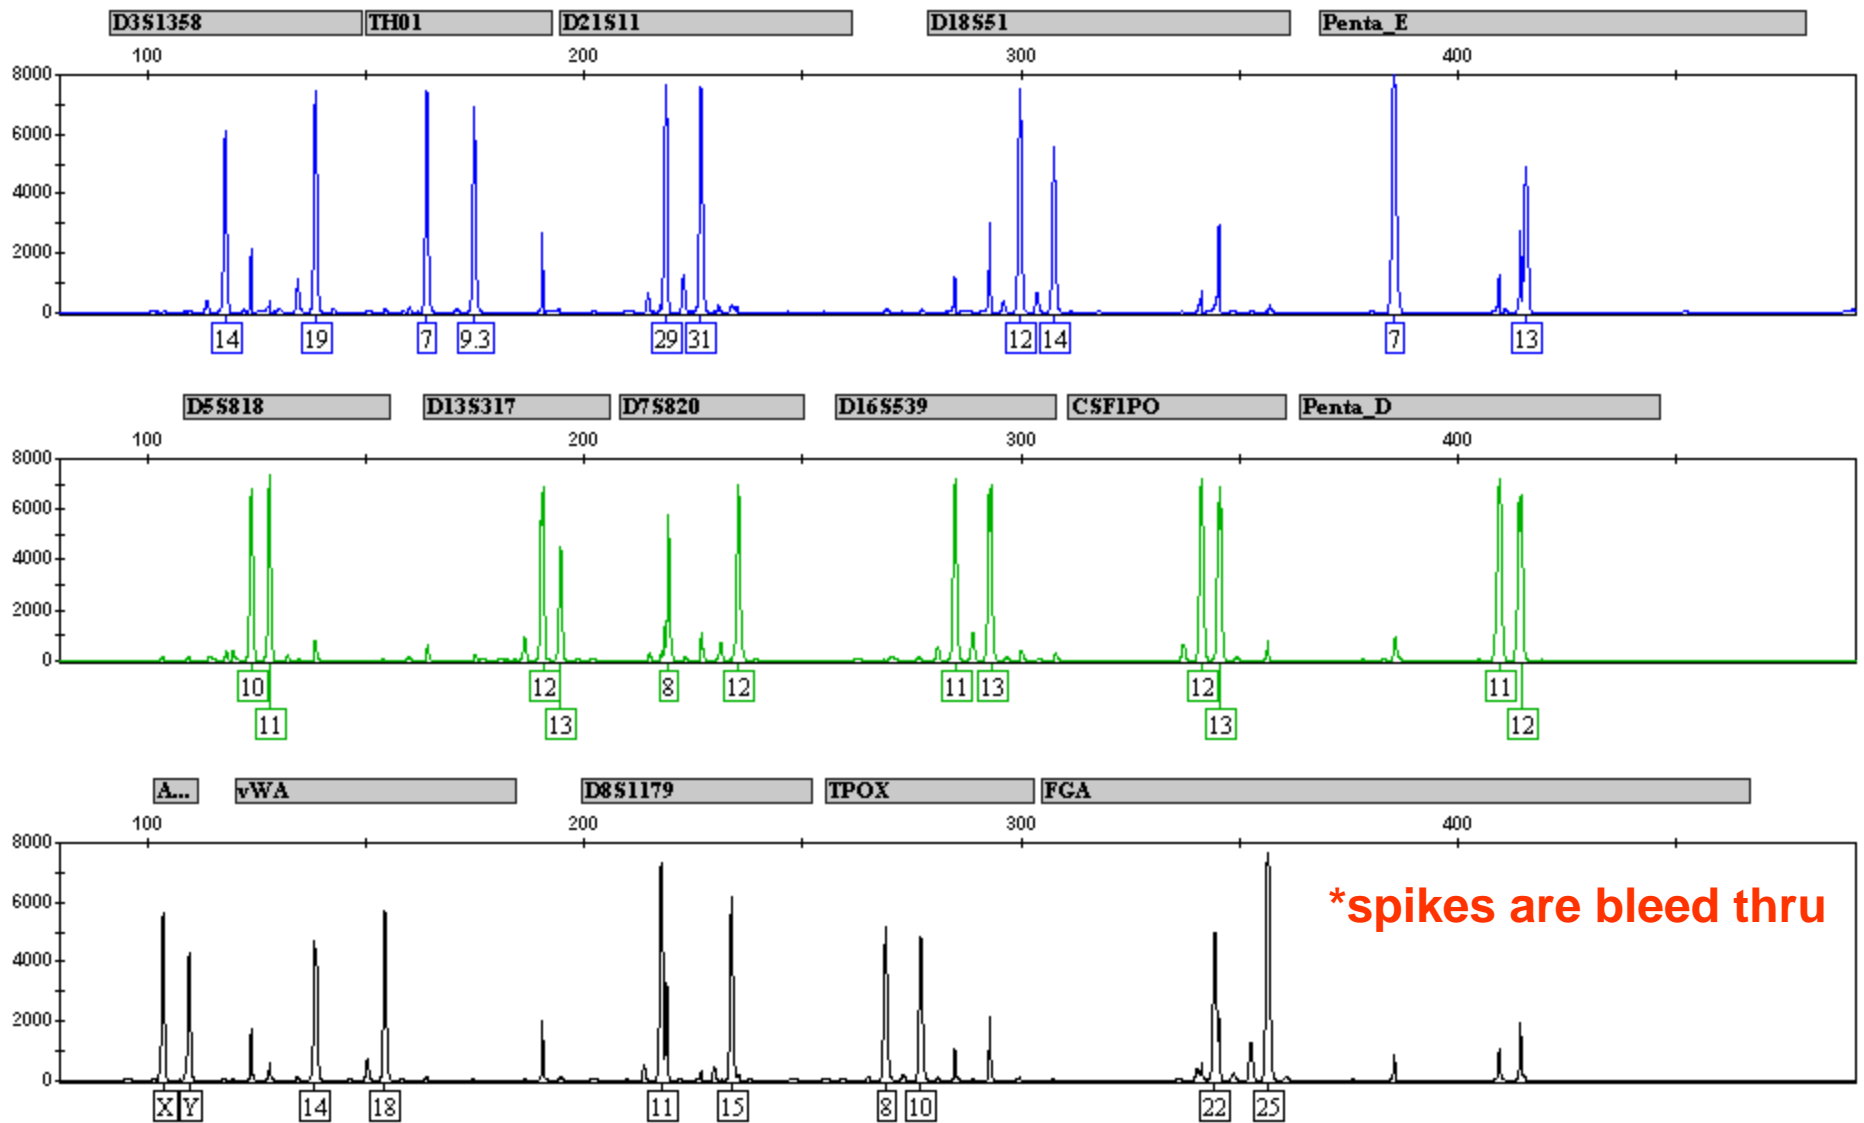 D3S1358 TH01 D21S11 D18S51 Penta_E
100 200 300 400
8000
6000
4000
2000
0
14 19 7 9.3 29 31 12 14 7 13
D5S818 D13S317 D7S820 D16S539 CSF1PO Penta_D
100 200 300 400
8000
6000
4000
2000
0
10 12 8 12 11 13 12 11
11 13 13 12
A... vWA D8S1179 TPOX FGA
100 200 300 400
8000
*spikes are bleed thru
6000
4000
2000
0
X Y 14 18 11 15 8 10 22 25